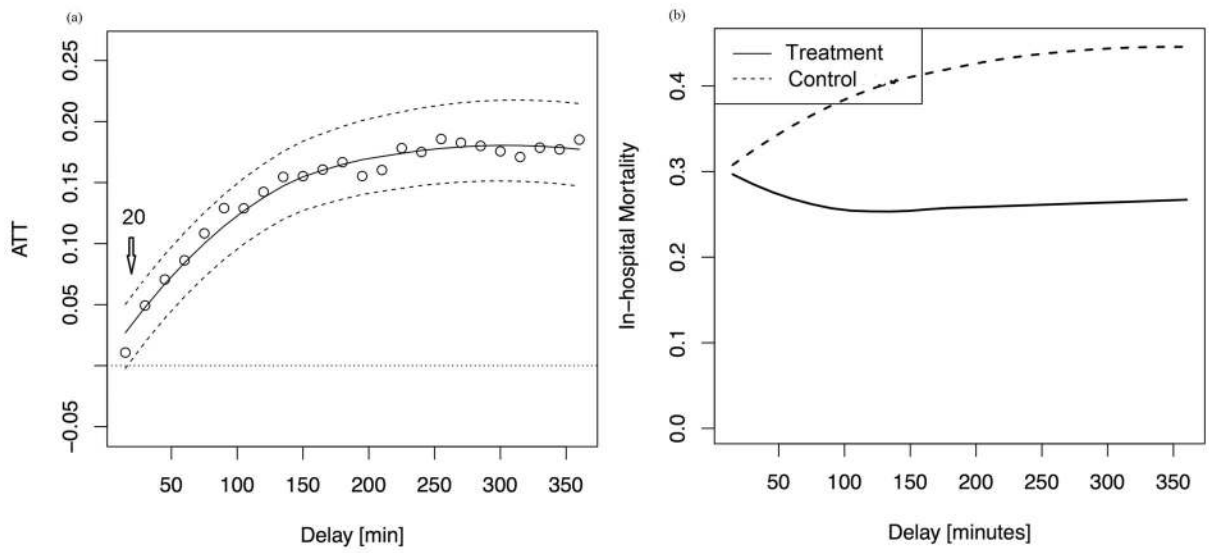 (a)
ATT
0.25
0.20
0.15
0.10
0.05
−0.05
20
50 100 150 200 250 300 350
Delay [min]
(b)
In−hospital Mortality
0.4
0.3
0.2
0.1
0.0
Treatment
Control
50 100 150 200 250 300 350
Delay [minutes]